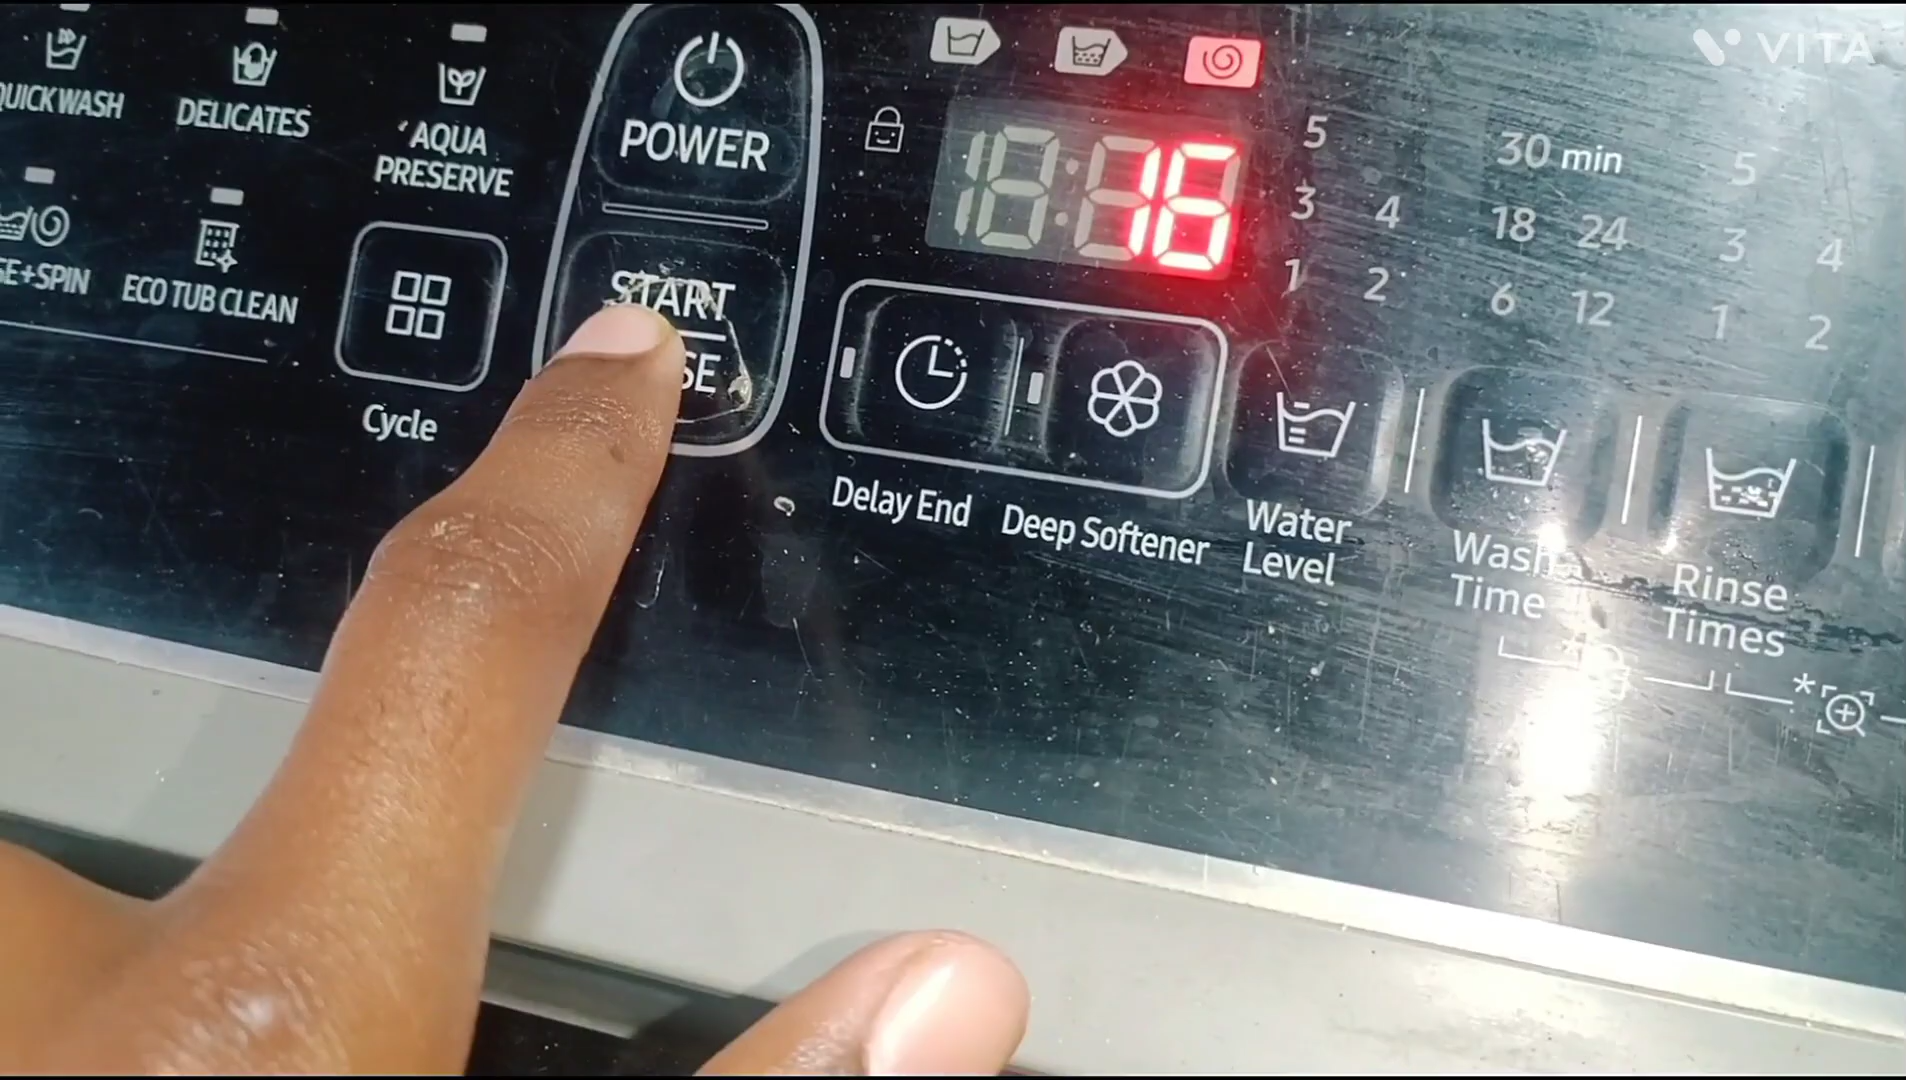 VITA
QUICK WASH
DELICATES
AQUA
PRESERVE
+SPIN
ECO TUB CLEAN
Cycle
POWER
START
SE
16
5
3 4
1 2
30 min
18 24
6 12
5
3 4
1 2
Delay End
Deep Softener
Water
Level
Wash
Time
Rinse
Times
*